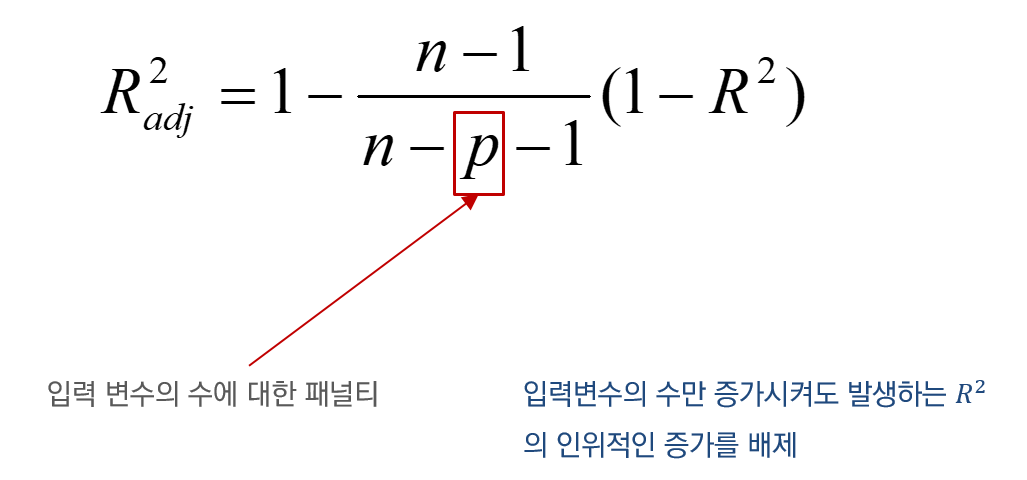 R²adj = 1 − (n − 1)/(n − p − 1) (1 − R²)
입력 변수의 수에 대한 패널티
입력변수의 수만 증가시켜도 발생하는 R²
의 인위적인 증가를 배제